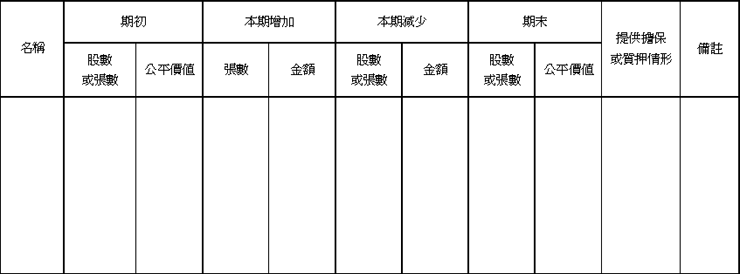 名稱
期初
本期增加
本期減少
期末
提供擔保
或質押情形
備註
股數
或張數
公平價值
張數
金額
股數
或張數
金額
股數
或張數
公平價值